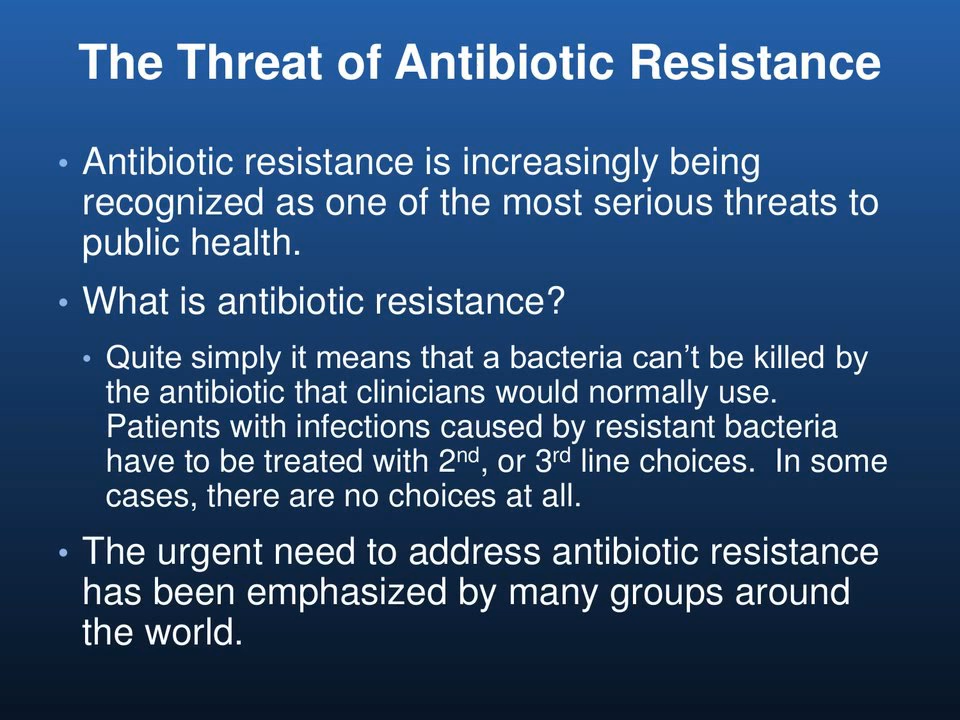 The Threat of Antibiotic Resistance
• Antibiotic resistance is increasingly being
recognized as one of the most serious threats to
public health.
• What is antibiotic resistance?
• Quite simply it means that a bacteria can’t be killed by
the antibiotic that clinicians would normally use.
Patients with infections caused by resistant bacteria
have to be treated with 2nd, or 3rd line choices.  In some
cases, there are no choices at all.
• The urgent need to address antibiotic resistance
has been emphasized by many groups around
the world.